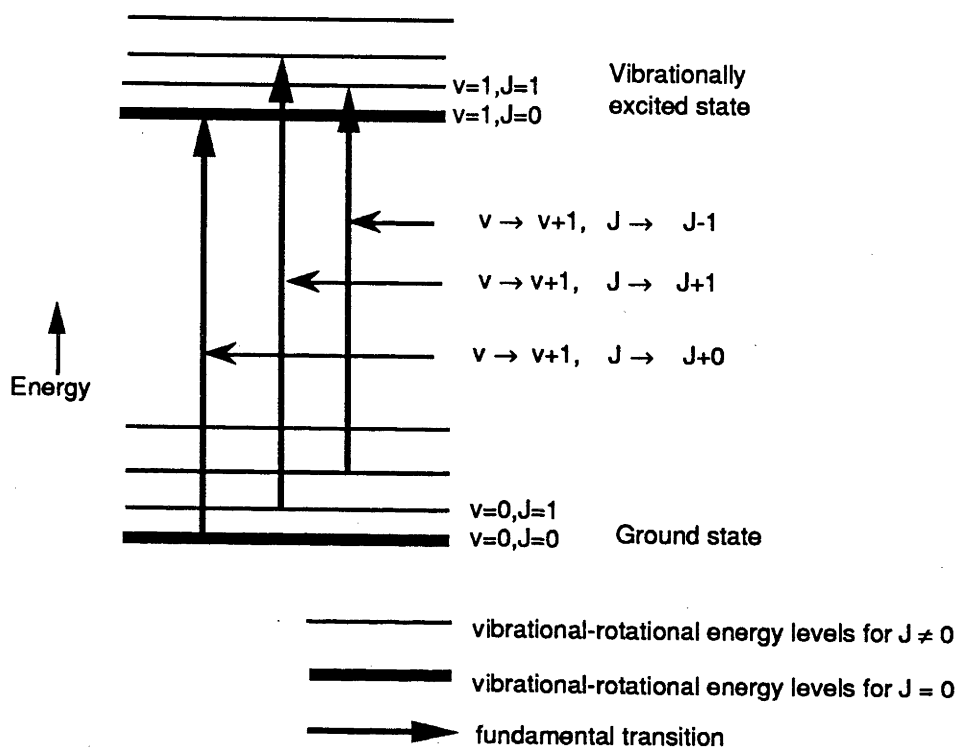 v=1,J=1
v=1,J=0
Vibrationally
excited state
v → v+1, J → J-1
v → v+1, J → J+1
v → v+1, J → J+0
Energy
v=0,J=1
v=0,J=0
Ground state
vibrational-rotational energy levels for J ≠ 0
vibrational-rotational energy levels for J = 0
fundamental transition